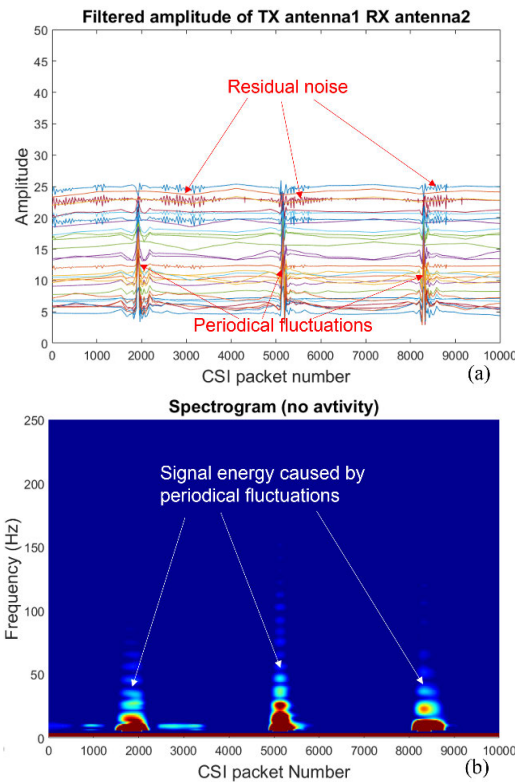 Filtered amplitude of TX antenna1 RX antenna2
50
45
40
35
30
25
20
15
10
5
0
Amplitude
Residual noise
Periodical fluctuations
0 1000 2000 3000 4000 5000 6000 7000 8000 9000 10000
CSI packet number
(a)
Spectrogram (no avtivity)
250
200
150
100
50
0
Frequency (Hz)
Signal energy caused by
periodical fluctuations
0 1000 2000 3000 4000 5000 6000 7000 8000 9000 10000
CSI packet Number
(b)